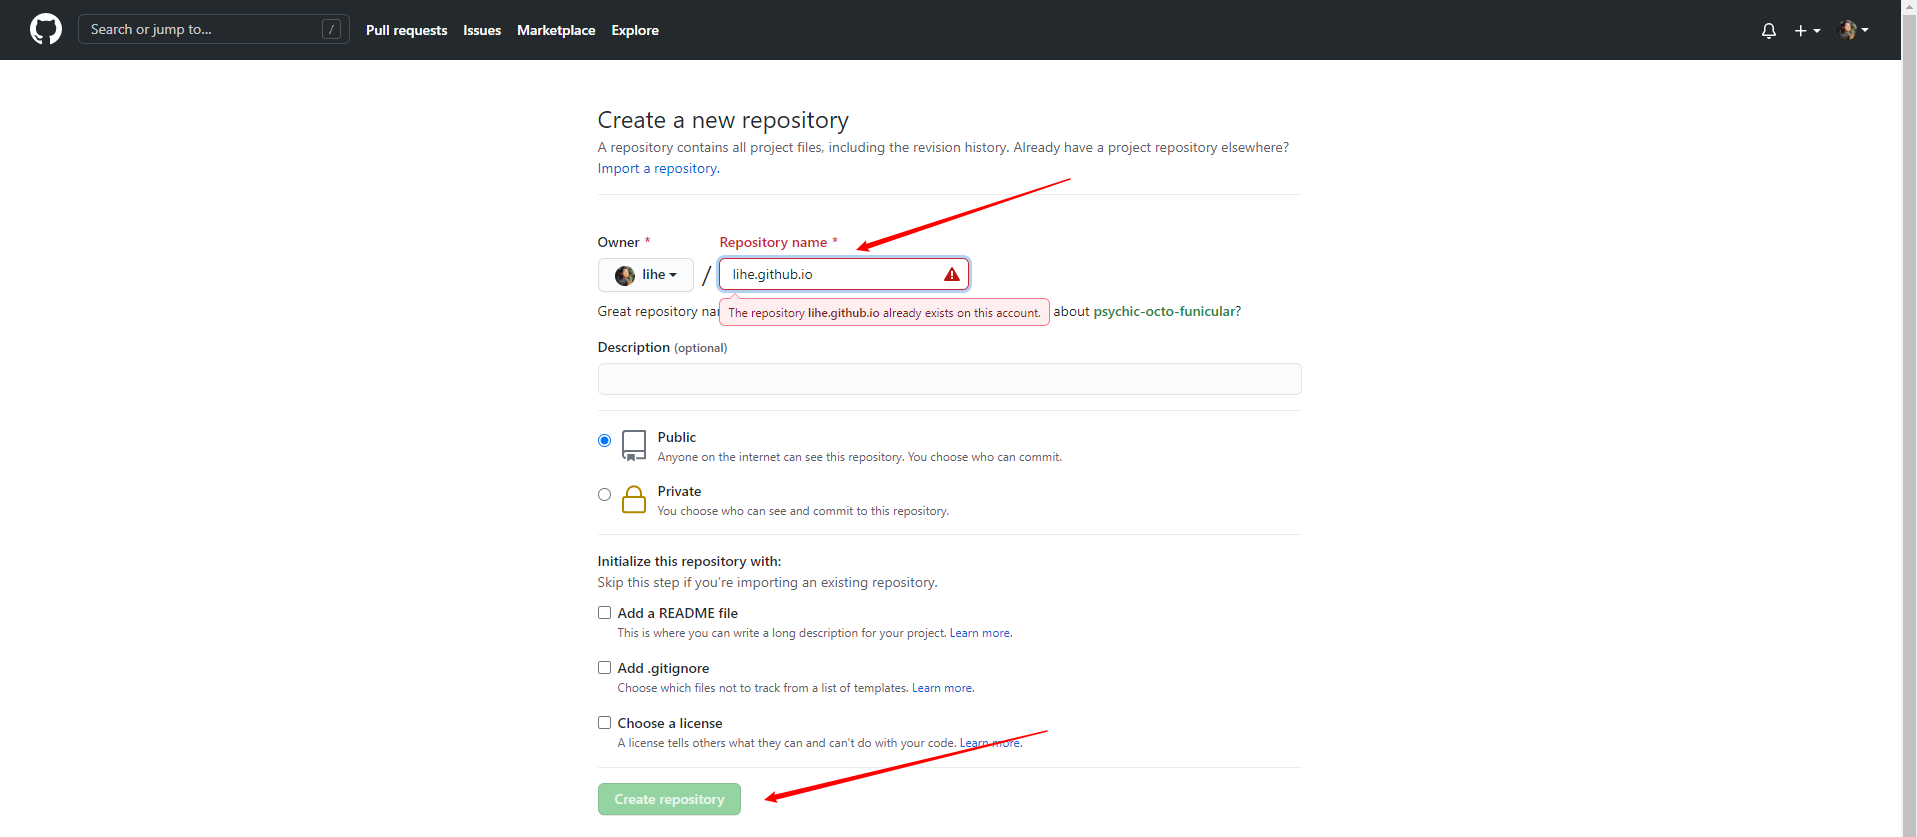 Search or jump to... /
Pull requests Issues Marketplace Explore
Create a new repository
A repository contains all project files, including the revision history. Already have a project repository elsewhere?
Import a repository.
Owner * Repository name *
lihe / lihe.github.io
Great repository nar about psychic-octo-funicular?
The repository lihe.github.io already exists on this account.
Description (optional)
Public
Anyone on the internet can see this repository. You choose who can commit.
Private
You choose who can see and commit to this repository.
Initialize this repository with:
Skip this step if you're importing an existing repository.
Add a README file
This is where you can write a long description for your project. Learn more.
Add .gitignore
Choose which files not to track from a list of templates. Learn more.
Choose a license
A license tells others what they can and can't do with your code. Learn more.
Create repository